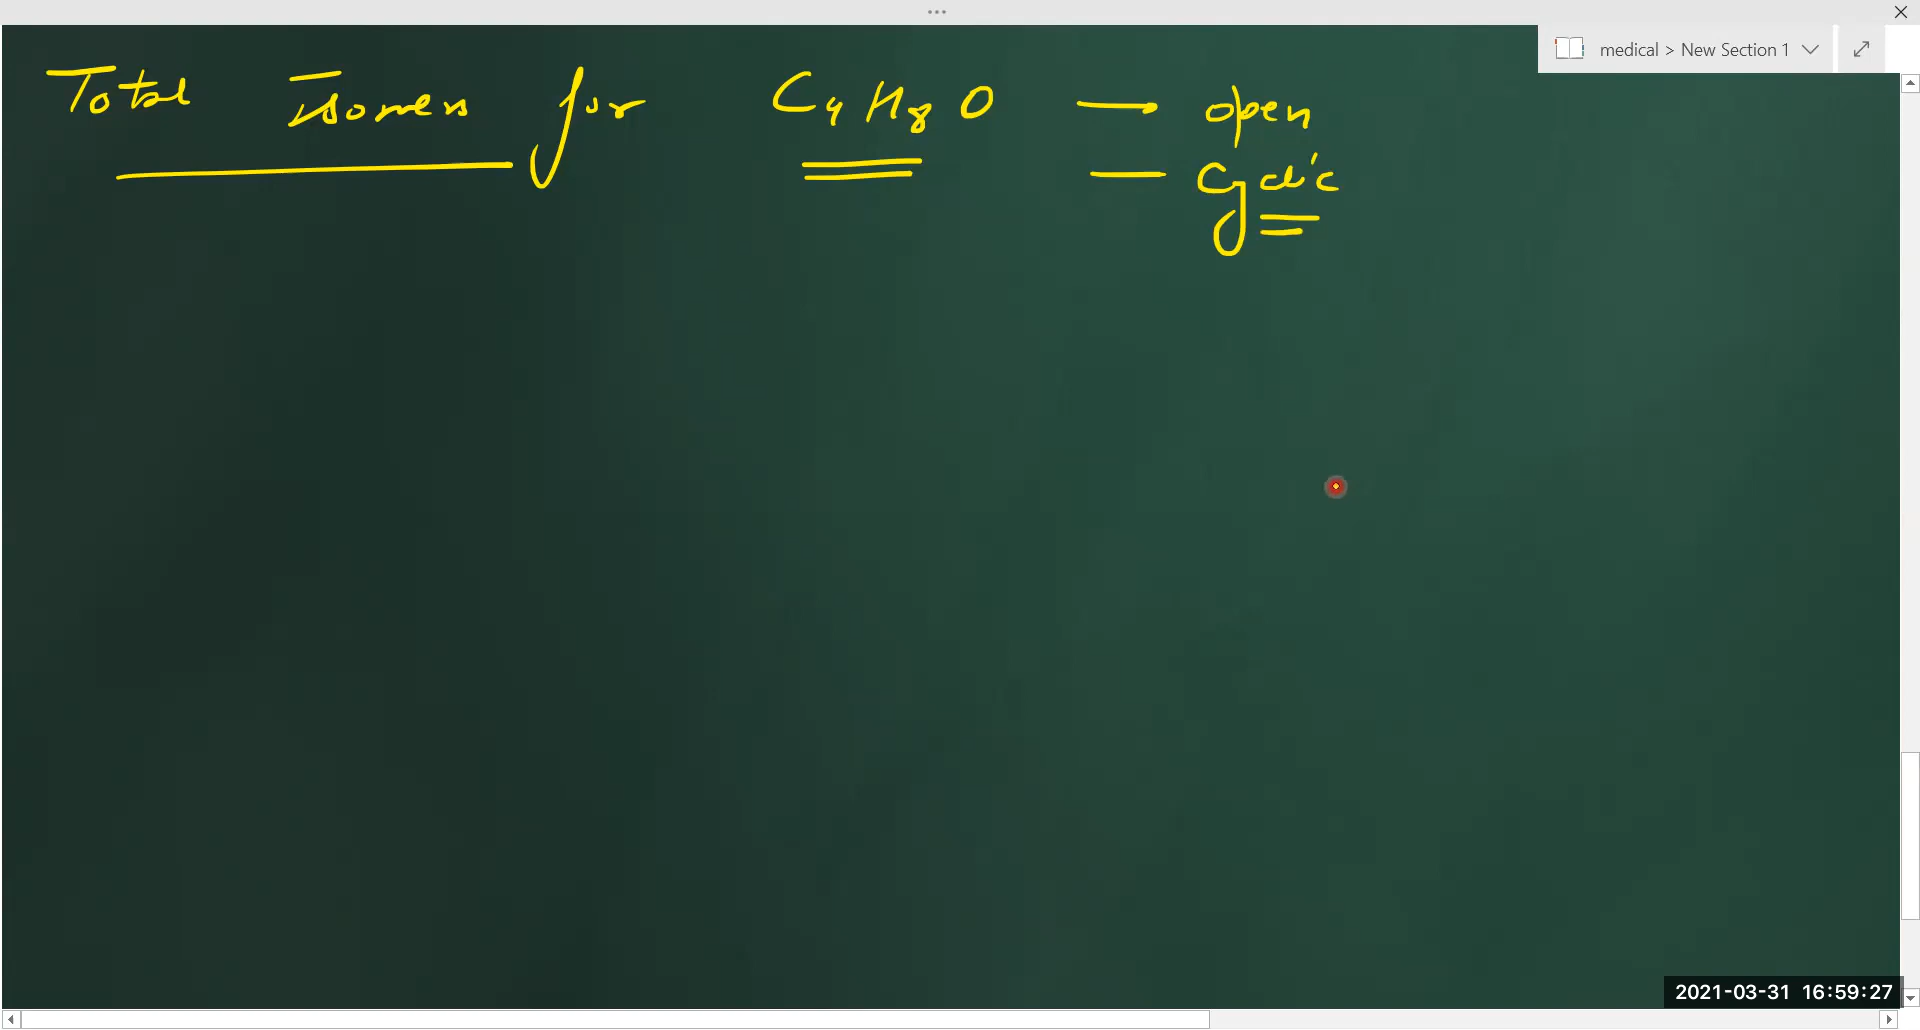 medical > New Section 1
Total Isomers for C4H8O → open
— Cyclic
2021-03-31 16:59:27